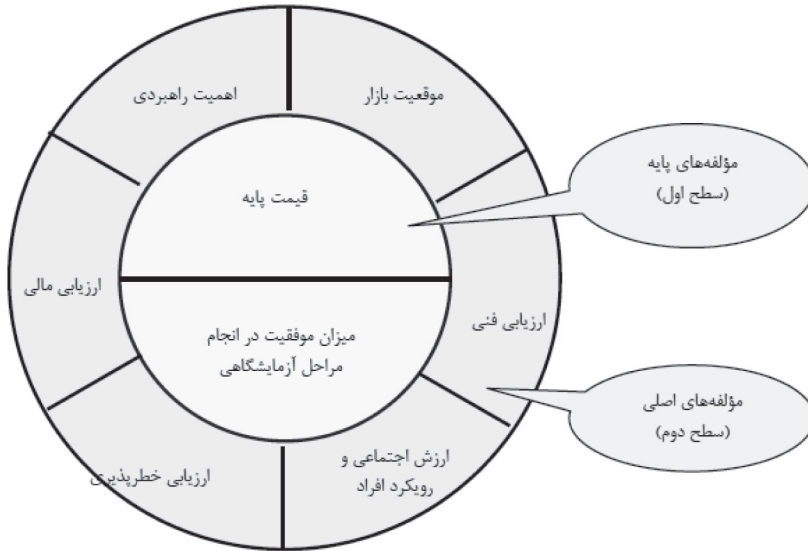 موقعیت بازار
اهمیت راهبردی
مؤلفه‌های پایه
(سطح اول)
قیمت پایه
ارزیابی مالی
ارزیابی فنی
میزان موفقیت در انجام
مراحل آزمایشگاهی
مؤلفه‌های اصلی
(سطح دوم)
ارزش اجتماعی و
رویکرد افراد
ارزیابی خطرپذیری